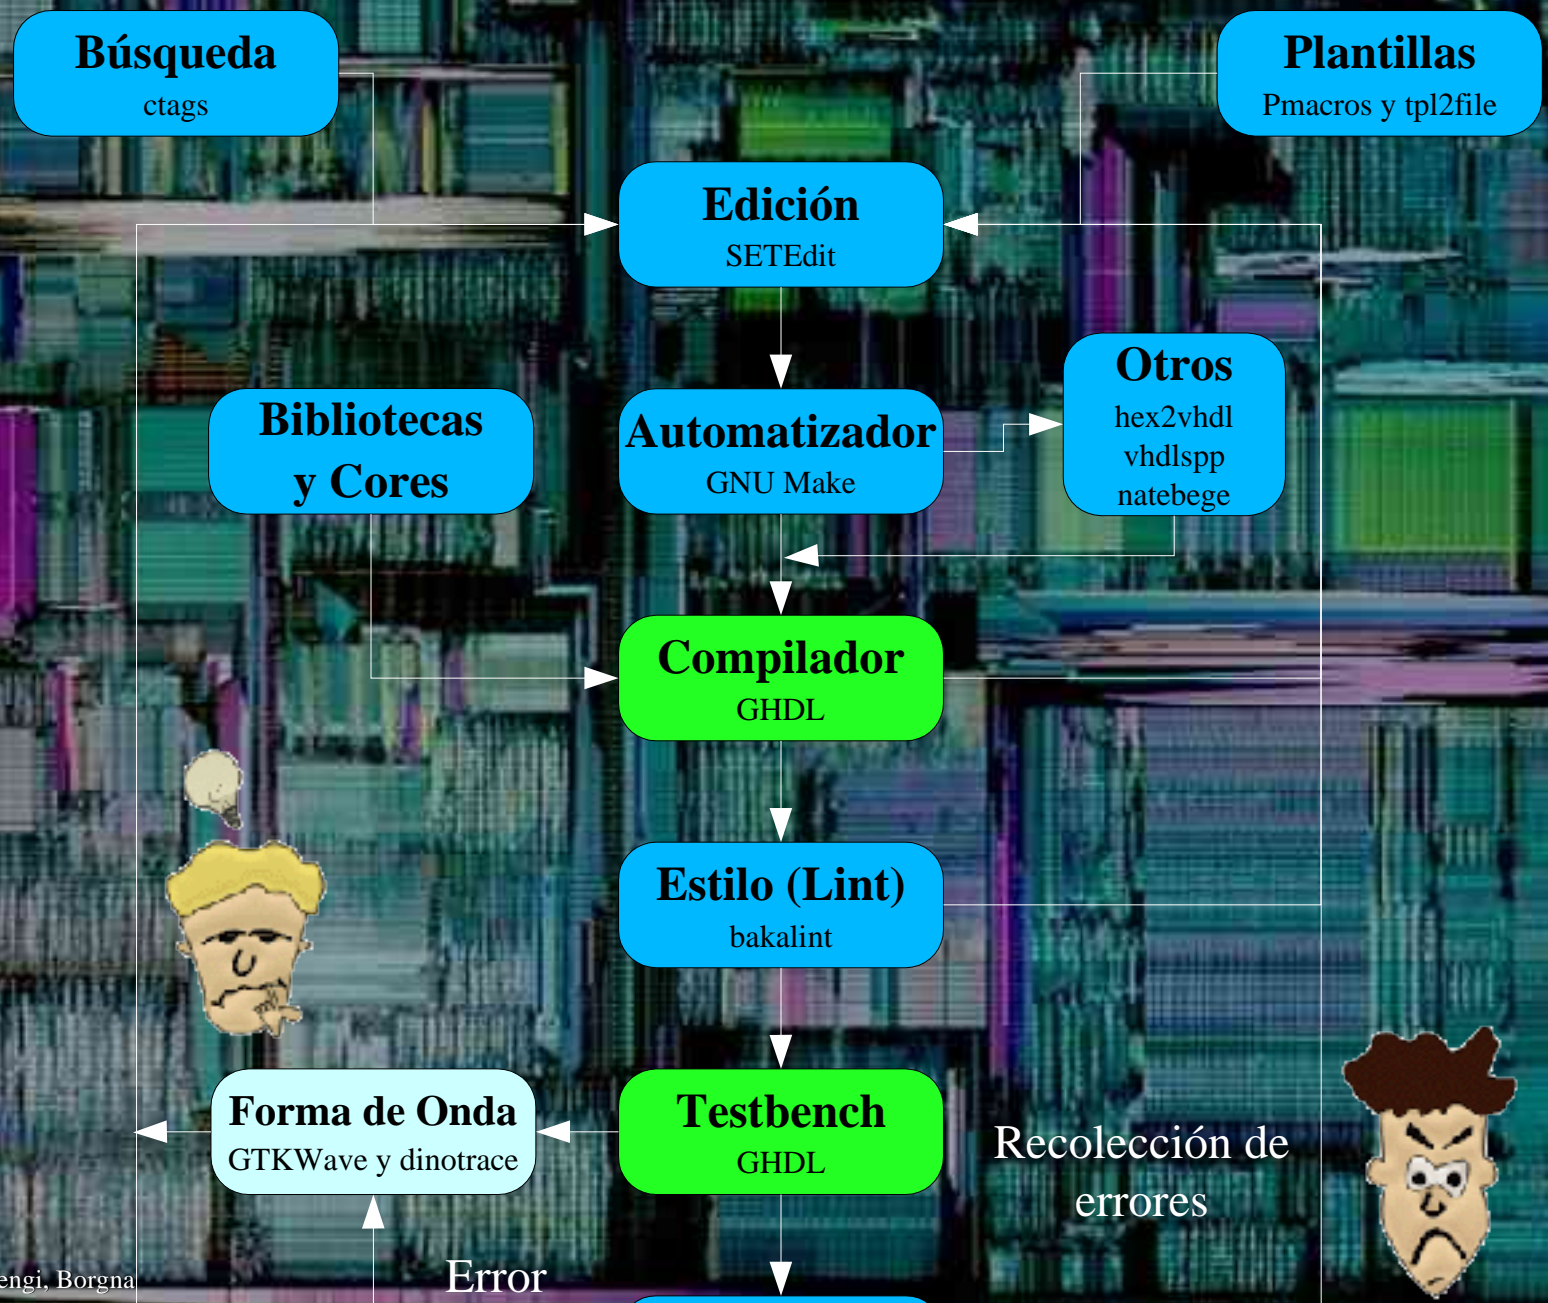 Búsqueda
ctags
Plantillas
Pmacros y tpl2file
Edición
SETEdit
Otros
hex2vhdl
vhdlspp
natebege
Bibliotecas
y Cores
Automatizador
GNU Make
Compilador
GHDL
Estilo (Lint)
bakalint
Forma de Onda
GTKWave y dinotrace
Testbench
GHDL
Recolección de
errores
Error
engi, Borgna